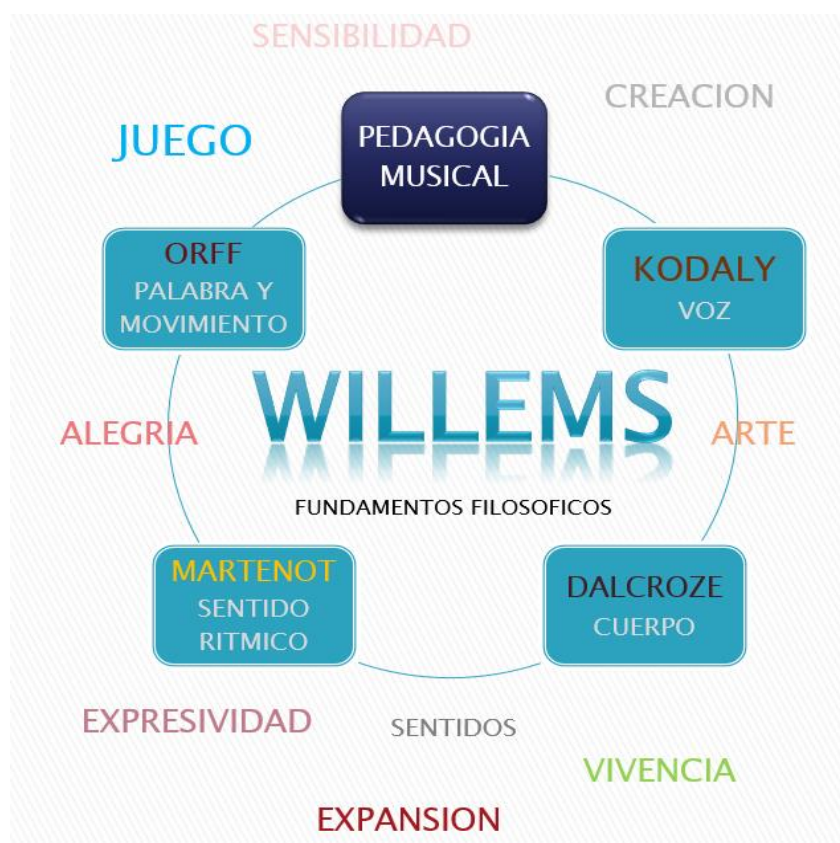 SENSIBILIDAD
CREACION
JUEGO
PEDAGOGIA
MUSICAL
ORFF
PALABRA Y
MOVIMIENTO
KODALY
VOZ
WILLEMS
ALEGRIA
ARTE
FUNDAMENTOS FILOSOFICOS
MARTENOT
SENTIDO
RITMICO
DALCROZE
CUERPO
EXPRESIVIDAD
SENTIDOS
VIVENCIA
EXPANSION